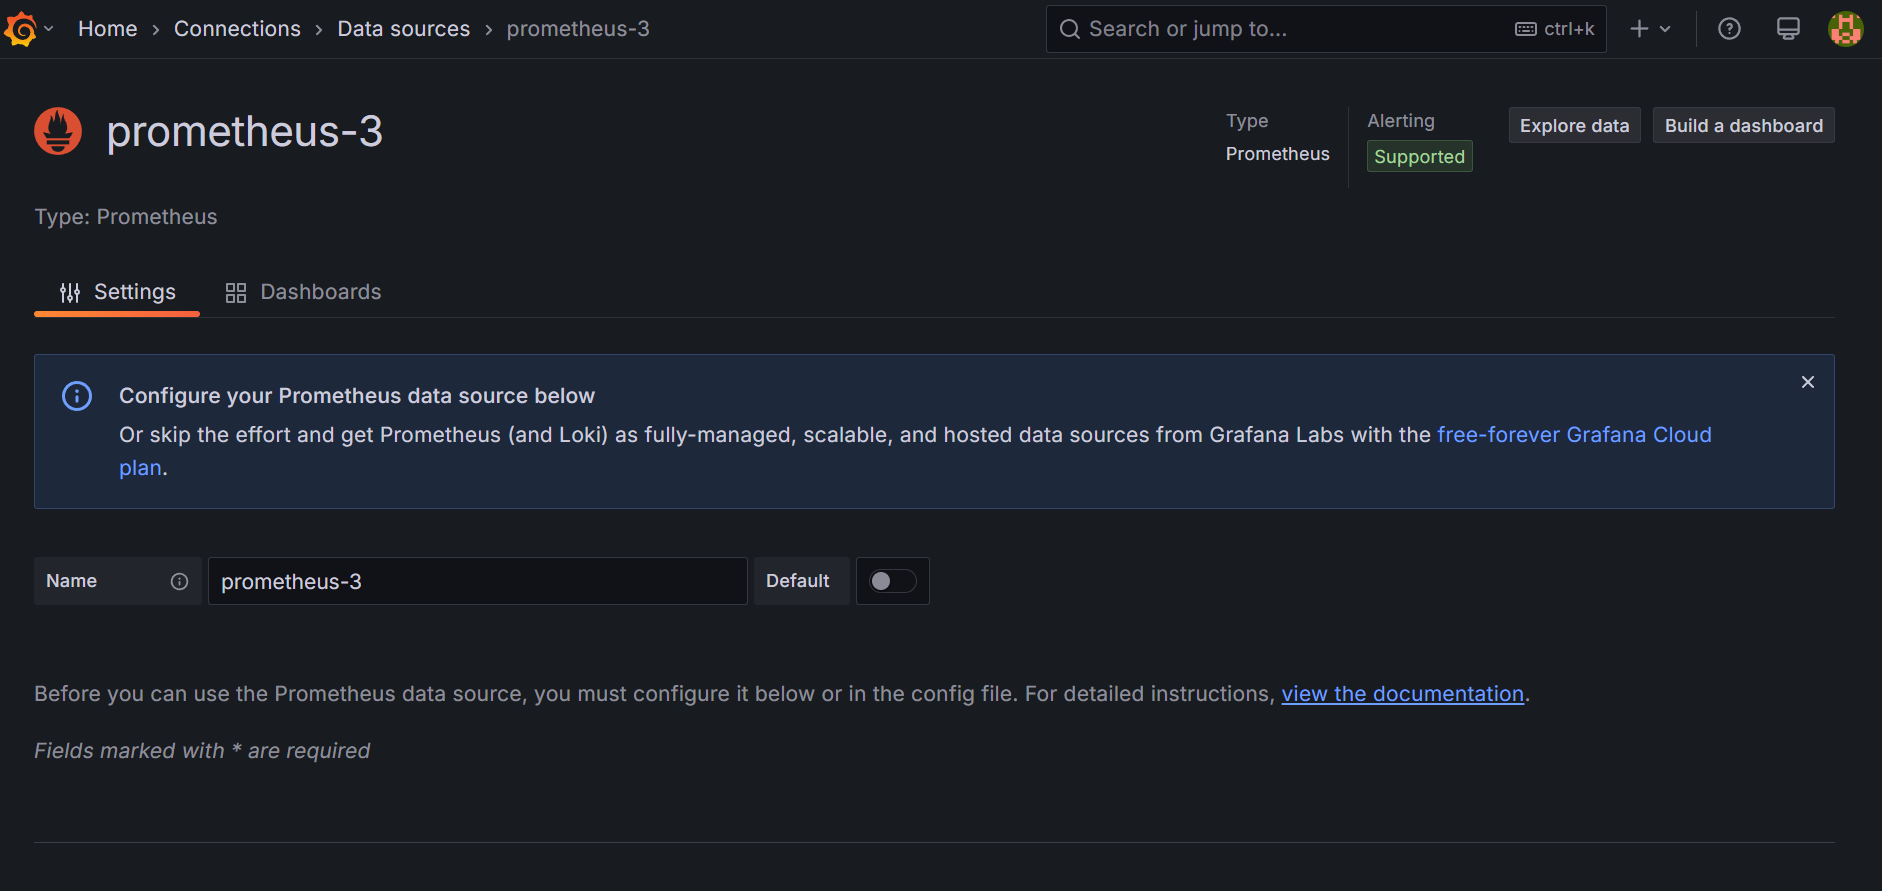 Home › Connections › Data sources › prometheus-3
Search or jump to...
ctrl+k
prometheus-3
Type
Prometheus
Alerting
Supported
Explore data
Build a dashboard
Type: Prometheus
Settings
Dashboards
Configure your Prometheus data source below
Or skip the effort and get Prometheus (and Loki) as fully-managed, scalable, and hosted data sources from Grafana Labs with the free-forever Grafana Cloud
plan.
Name
prometheus-3
Default
Before you can use the Prometheus data source, you must configure it below or in the config file. For detailed instructions, view the documentation.
Fields marked with * are required